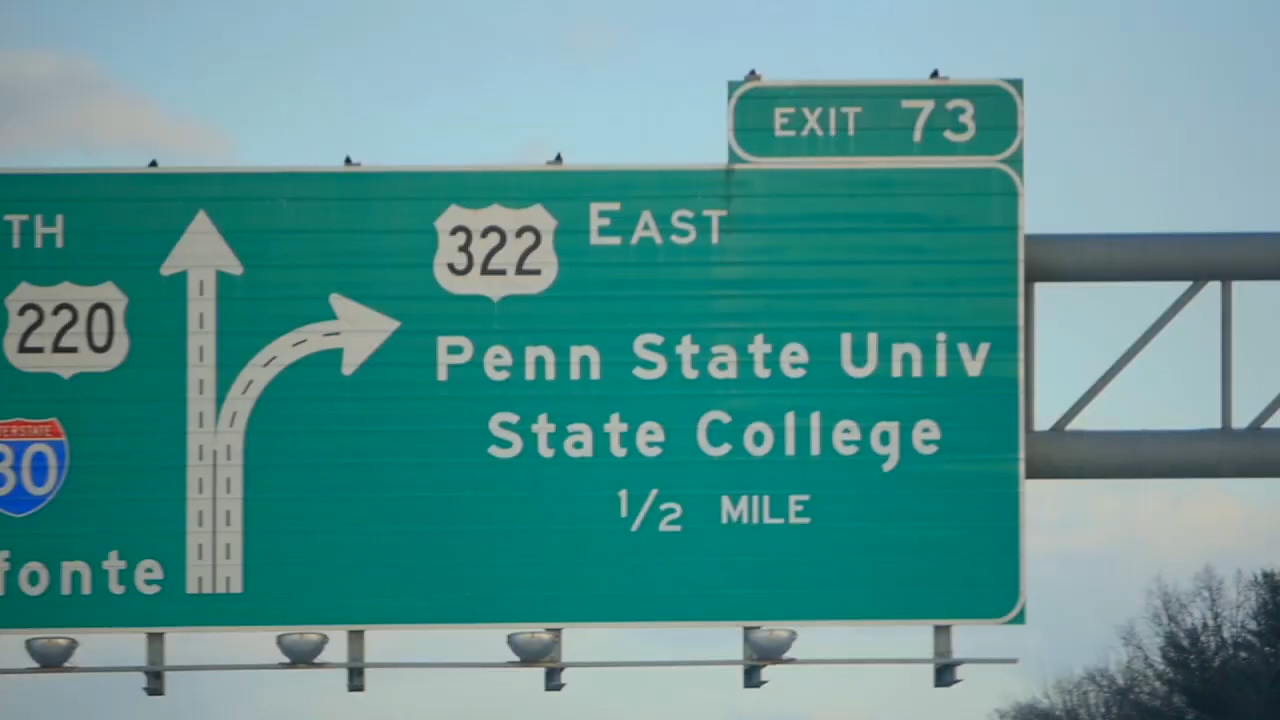 EXIT 73
TH
322 EAST
220
Penn State Univ
State College
80
1/2 MILE
fonte